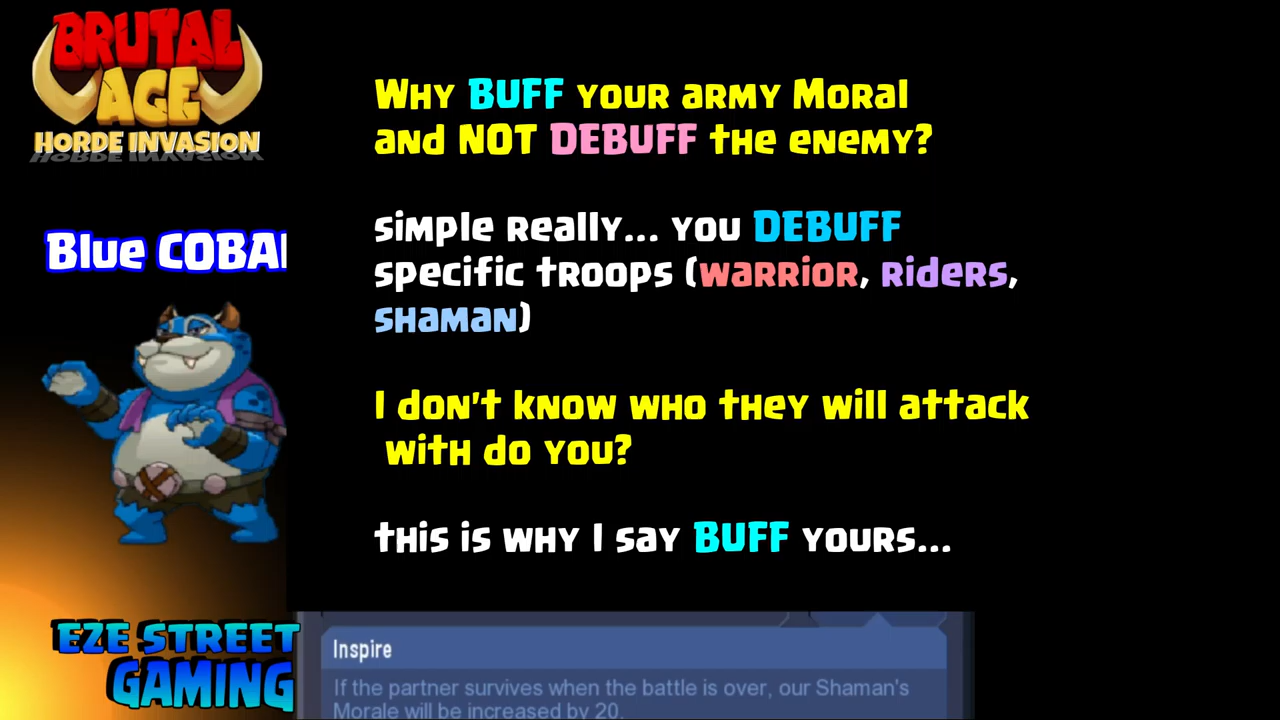 BRUTAL
AGE
HORDE INVASION
Why BUFF your army Moral
and NOT DEBUFF the enemy?
simple really... you DEBUFF
specific troops (warrior, riders,
shaman)
Blue COBAL
I don't know who they will attack
with do you?
this is why I say BUFF yours...
EZE STREET
GAMING
Inspire
If the partner survives when the battle is over, our Shaman's
Morale will be increased by 20.